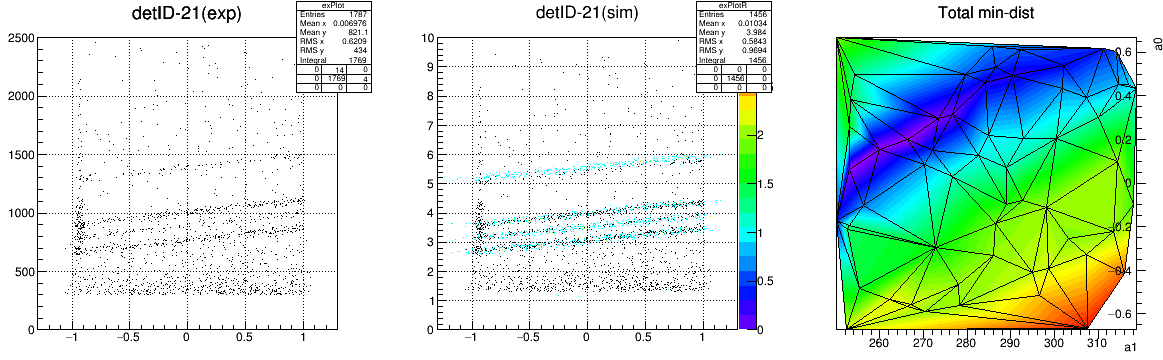 detID-21(exp)
exPlot
Entries 1787
Mean x 0.006976
Mean y 821.1
RMS x 0.6209
RMS y 434
Integral 1769
0 14 0
0 1769 4
0 0 0
2500
2000
1500
1000
500
0
−1 −0.5 0 0.5 1
detID-21(sim)
exPlotR
Entries 1456
Mean x 0.01034
Mean y 3.984
RMS x 0.5843
RMS y 0.9694
Integral 1456
0 0 0
0 1456 0
0 0 0
10
9
8
7
6
5
4
3
2
1
0
−1 −0.5 0 0.5 1
2
1.5
1
0.5
0
Total min-dist
a0
0.6
0.4
0.2
0
−0.2
−0.4
−0.6
260 270 280 290 300 310
a1